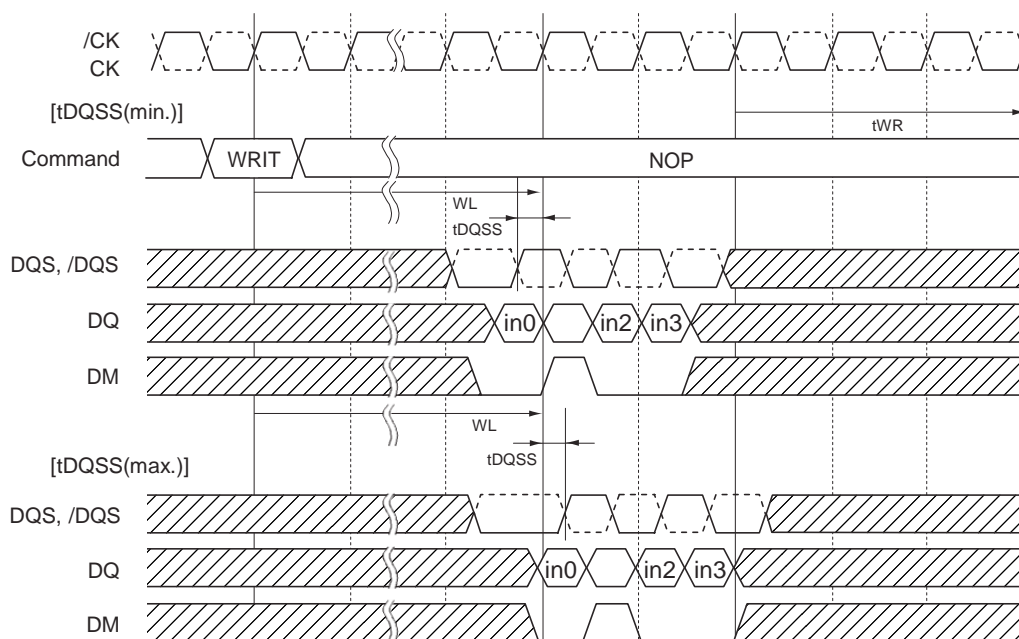 /CK
CK
[tDQSS(min.)]
tWR
Command WRIT NOP
WL
tDQSS
DQS, /DQS
DQ in0 in2 in3
DM
WL
tDQSS
[tDQSS(max.)]
DQS, /DQS
DQ in0 in2 in3
DM